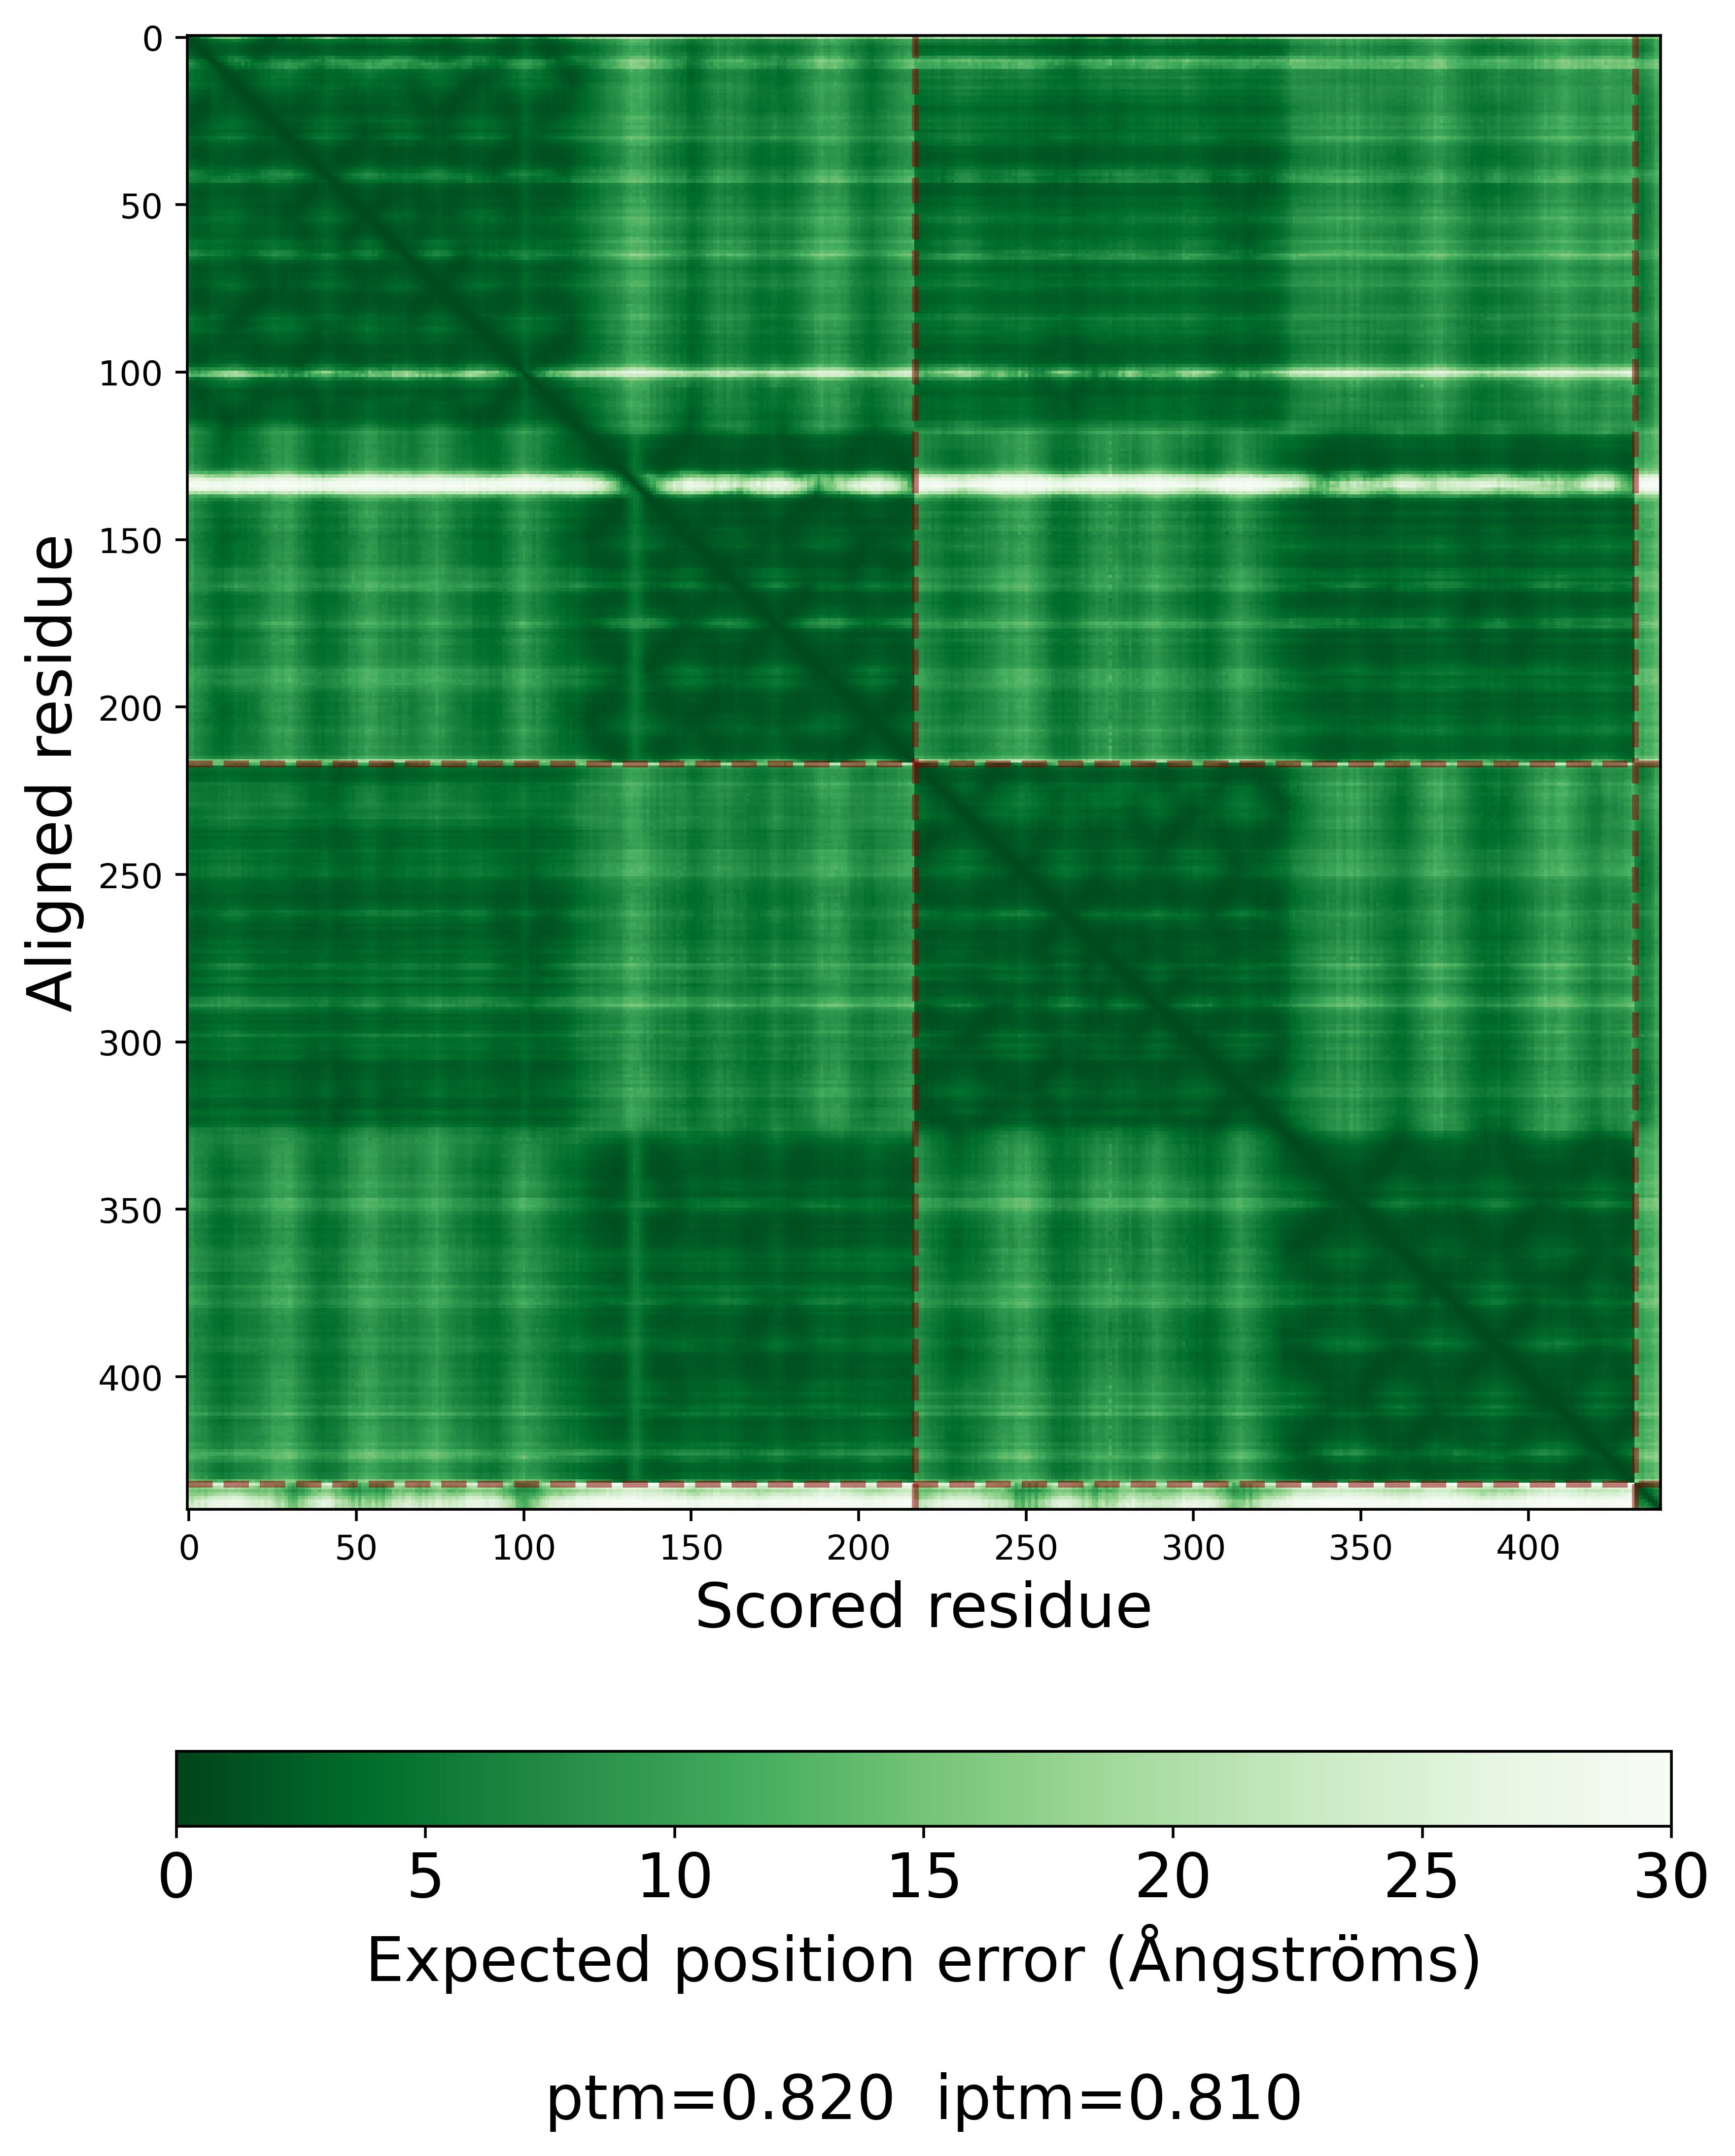 0
50
100
150
200
250
300
350
400
Aligned residue
0 50 100 150 200 250 300 350 400
Scored residue
0 5 10 15 20 25 30
Expected position error (Ångströms)
ptm=0.820 iptm=0.810